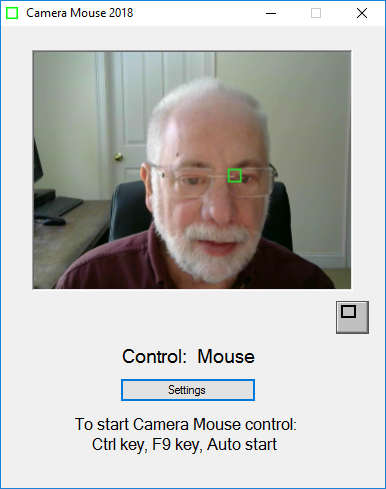 Camera Mouse 2018
Control:  Mouse
Settings
To start Camera Mouse control:
Ctrl key, F9 key, Auto start